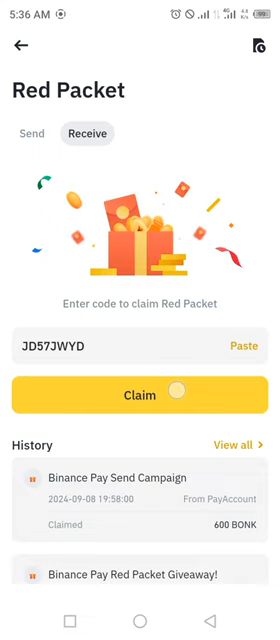 5:36 AM
Red Packet
Send
Receive
Enter code to claim Red Packet
JD57JWYD
Paste
Claim
History
View all >
Binance Pay Send Campaign
2024-09-08 19:58:00
From PayAccount
Claimed
600 BONK
Binance Pay Red Packet Giveaway!